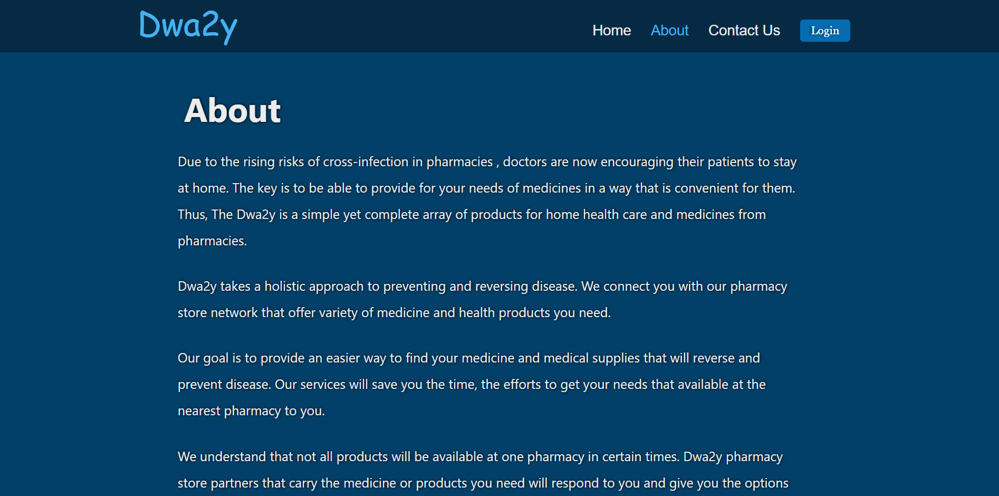 Dwa2y
Home
About
Contact Us
Login
About
Due to the rising risks of cross-infection in pharmacies , doctors are now encouraging their patients to stay
at home. The key is to be able to provide for your needs of medicines in a way that is convenient for them.
Thus, The Dwa2y is a simple yet complete array of products for home health care and medicines from
pharmacies.
Dwa2y takes a holistic approach to preventing and reversing disease. We connect you with our pharmacy
store network that offer variety of medicine and health products you need.
Our goal is to provide an easier way to find your medicine and medical supplies that will reverse and
prevent disease. Our services will save you the time, the efforts to get your needs that available at the
nearest pharmacy to you.
We understand that not all products will be available at one pharmacy in certain times. Dwa2y pharmacy
store partners that carry the medicine or products you need will respond to you and give you the options